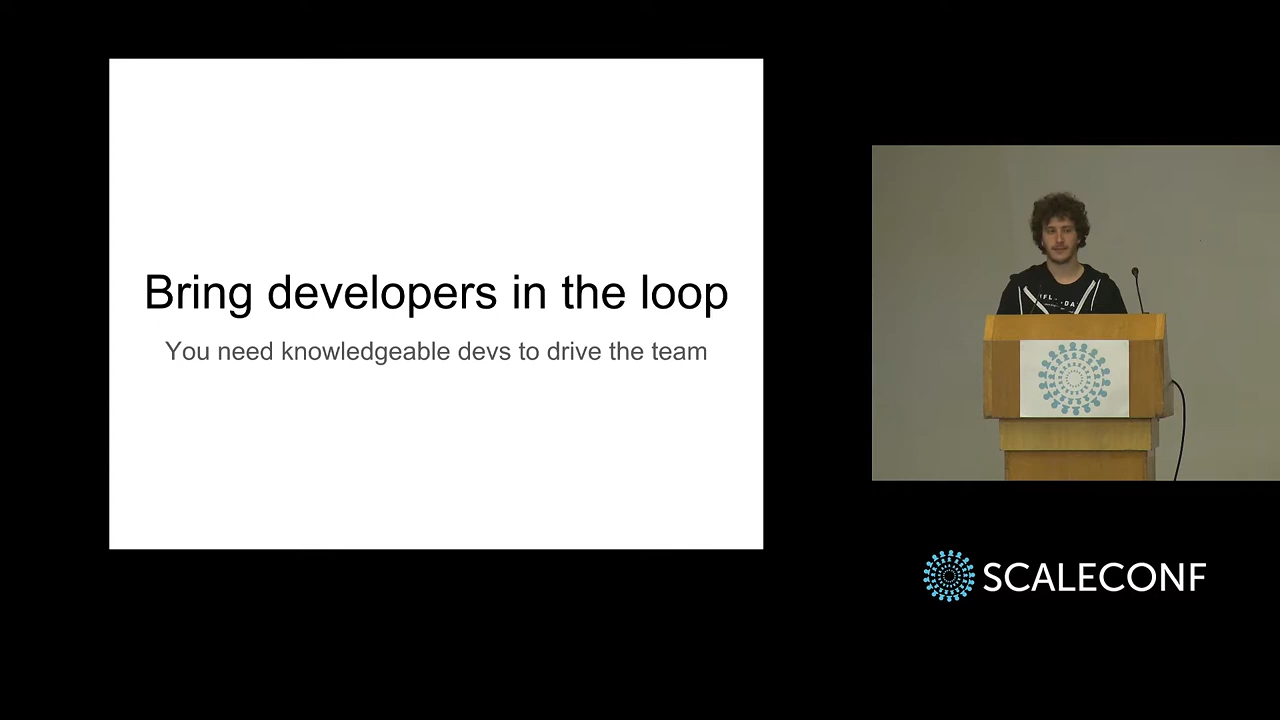 Bring developers in the loop
You need knowledgeable devs to drive the team
SCALECONF